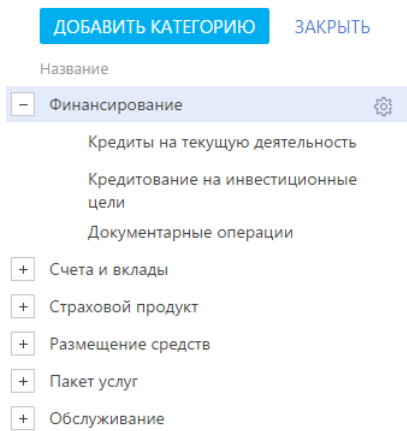 ДОБАВИТЬ КАТЕГОРИЮ ЗАКРЫТЬ
Название
Финансирование
Кредиты на текущую деятельность
Кредитование на инвестиционные
цели
Документарные операции
Счета и вклады
Страховой продукт
Размещение средств
Пакет услуг
Обслуживание